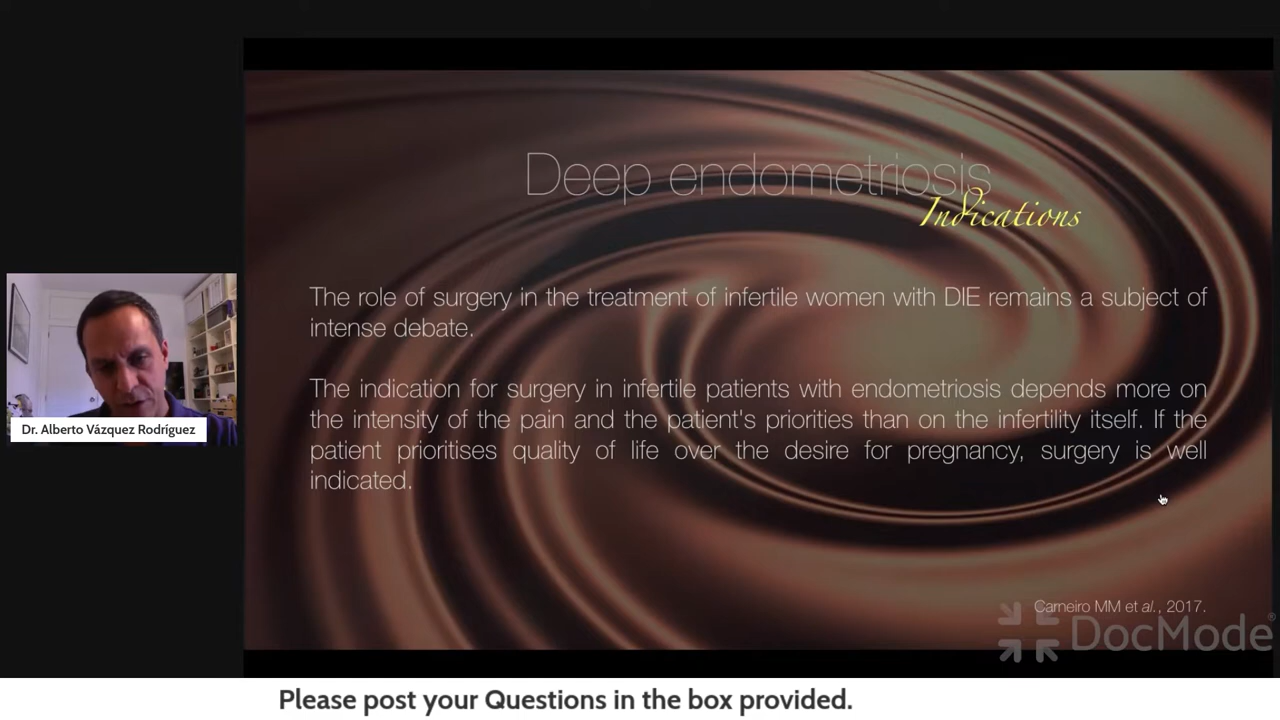 Deep endometriosis
Indications
The role of surgery in the treatment of infertile women with DIE remains a subject of
intense debate.
The indication for surgery in infertile patients with endometriosis depends more on
the intensity of the pain and the patient's priorities than on the infertility itself. If the
patient prioritises quality of life over the desire for pregnancy, surgery is well
indicated.
Dr. Alberto Vázquez Rodríguez
Carneiro MM et al., 2017.
DocMode®
Please post your Questions in the box provided.